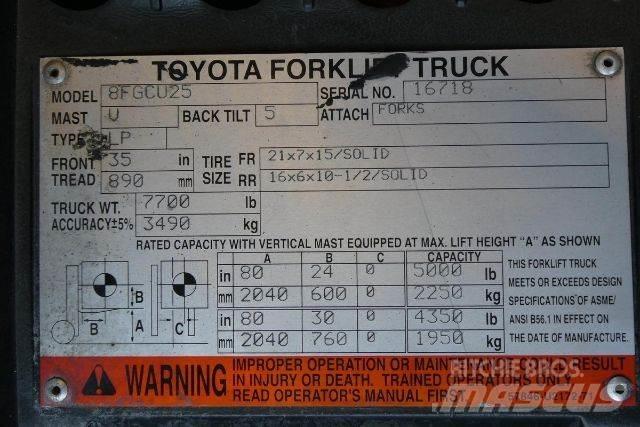 TOYOTA FORKLIFT TRUCK
MODEL 8FGCU25 SERIAL NO. 16718
MAST V BACK TILT 5 ATTACH FORKS
TYPE LP
FRONT 35 in TIRE FR 21x7x15/SOLID
TREAD 890 mm SIZE RR 16x6x10-1/2/SOLID
TRUCK WT. 7700 lb
ACCURACY±5% 3490 kg
RATED CAPACITY WITH VERTICAL MAST EQUIPPED AT MAX. LIFT HEIGHT "A" AS SHOWN
A B C CAPACITY
in 80 24 0 5000 lb
mm 2040 600 0 2250 kg
in 80 30 0 4350 lb
mm 2040 760 0 1950 kg
B
B A C
THIS FORKLIFT TRUCK
MEETS OR EXCEEDS DESIGN
SPECIFICATIONS OF ASME/
ANSI B56.1 IN EFFECT ON
THE DATE OF MANUFACTURE.
WARNING
IMPROPER OPERATION OR MAINTENANCE COULD RESULT
IN INJURY OR DEATH. TRAINED OPERATORS ONLY.
READ OPERATOR'S MANUAL FIRST. 57846-U2172-71
RITCHIE BROS.
MASCUS